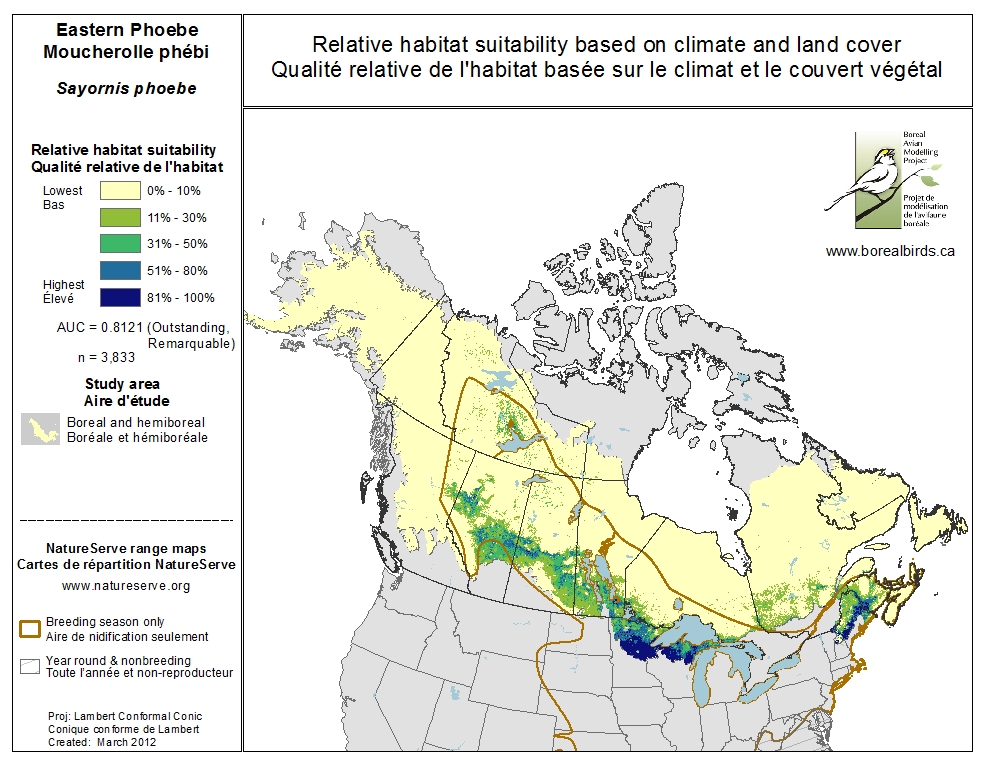 Eastern Phoebe
Moucherolle phébi
Sayornis phoebe
Relative habitat suitability based on climate and land cover
Qualité relative de l'habitat basée sur le climat et le couvert végétal
Relative habitat suitability
Qualité relative de l'habitat
Lowest
Bas
0% - 10%
11% - 30%
31% - 50%
51% - 80%
Highest
Élevé
81% - 100%
AUC = 0.8121 (Outstanding,
Remarquable)
n = 3,833
Study area
Aire d'étude
Boreal and hemiboreal
Boréale et hémiboréale
NatureServe range maps
Cartes de répartition NatureServe
www.natureserve.org
Breeding season only
Aire de nidification seulement
Year round & nonbreeding
Toute l'année et non-reproducteur
Proj: Lambert Conformal Conic
Conique conforme de Lambert
Created: March 2012
Boreal
Avian
Modelling
Project
Projet de
modélisation
de l'avifaune
boréale
www.borealbirds.ca